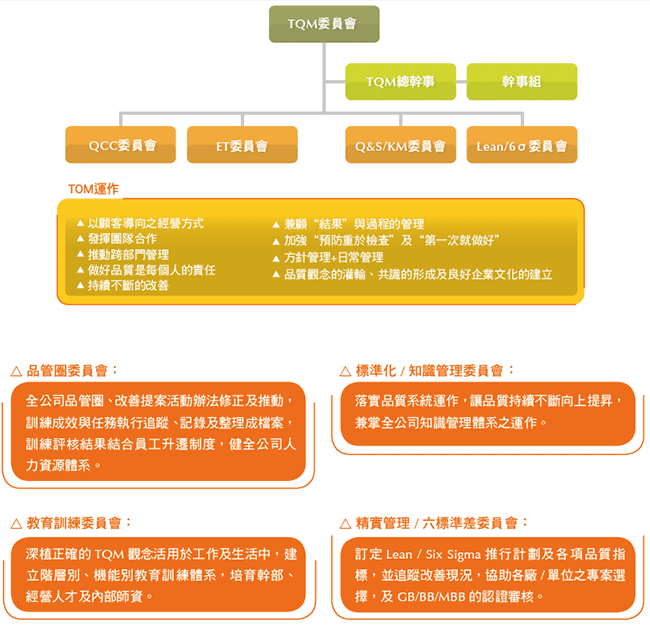 TQM委員會
TQM總幹事
幹事組
QCC委員會
ET委員會
Q&S/KM委員會
Lean/6σ委員會
TOM運作
▲ 以顧客導向之經營方式
▲ 發揮團隊合作
▲ 推動跨部門管理
▲ 做好品質是每個人的責任
▲ 持續不斷的改善
▲ 兼顧“結果”與過程的管理
▲ 加強“預防重於檢查”及“第一次就做好”
▲ 方針管理+日常管理
▲ 品質觀念的灌輸、共識的形成及良好企業文化的建立
△ 品管圈委員會：
全公司品管圈、改善提案活動辦法修正及推動，
訓練成效與任務執行追蹤、記錄及整理成檔案，
訓練評核結果結合員工升遷制度，健全公司人
力資源體系。
△ 標準化 / 知識管理委員會：
落實品質系統運作，讓品質持續不斷向上提昇，
兼掌全公司知識管理體系之運作。
△ 教育訓練委員會：
深植正確的 TQM 觀念活用於工作及生活中，建
立階層別、機能別教育訓練體系，培育幹部、
經營人才及內部師資。
△ 精實管理 / 六標準差委員會：
訂定 Lean / Six Sigma 推行計劃及各項品質指
標，並追蹤改善現況，協助各廠 / 單位之專案選
擇，及 GB/BB/MBB 的認證審核。